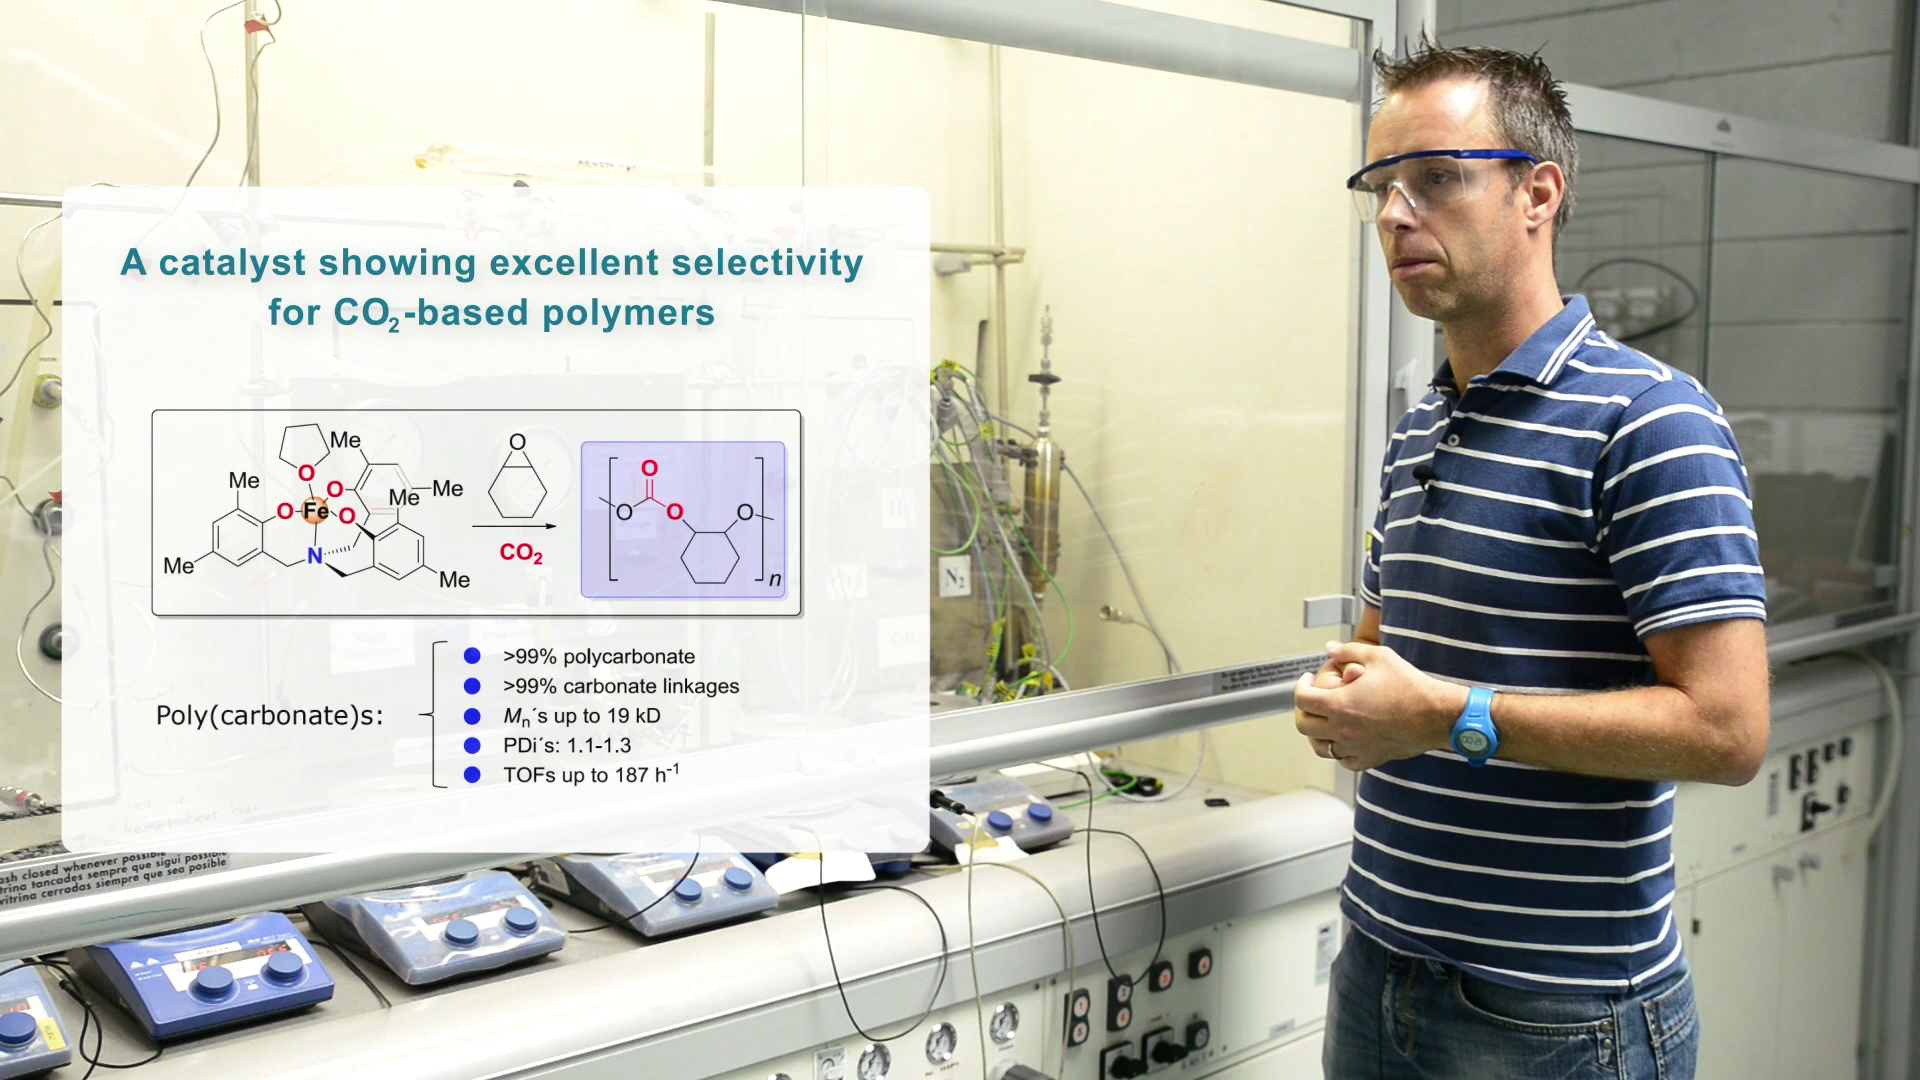 A catalyst showing excellent selectivity
for CO2-based polymers
Me
O
Me
O
O
Me
Me
O
Fe
O
Me
N
Me
CO2
O
O
O
O
n
Poly(carbonate)s:
>99% polycarbonate
>99% carbonate linkages
Mn´s up to 19 kD
PDi´s: 1.1-1.3
TOFs up to 187 h-1
N2
ash closed whenever possible
trina tancades sempre que sigui possible
vitrina cerradas siempre que sea posible